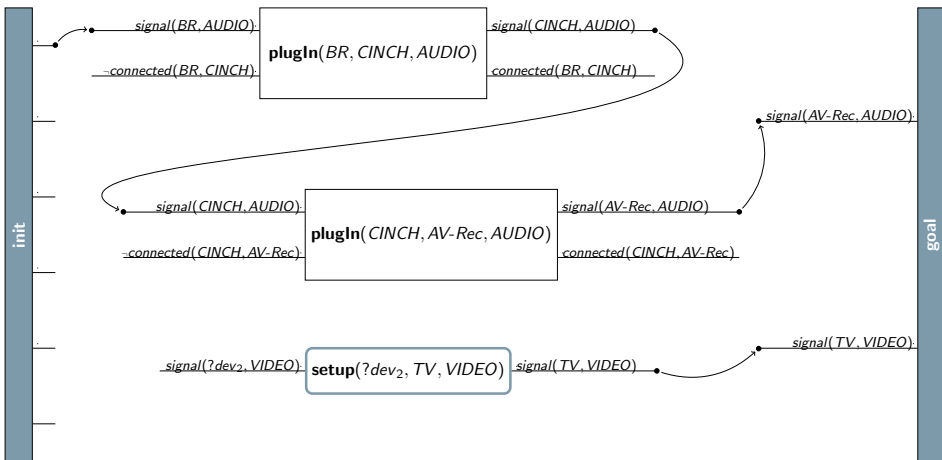 signal(BR, AUDIO)
signal(CINCH, AUDIO)
plugIn(BR, CINCH, AUDIO)
¬connected(BR, CINCH)
connected(BR, CINCH)
signal(AV-Rec, AUDIO)
signal(CINCH, AUDIO)
signal(AV-Rec, AUDIO)
plugIn(CINCH, AV-Rec, AUDIO)
¬connected(CINCH, AV-Rec)
connected(CINCH, AV-Rec)
init
goal
signal(TV, VIDEO)
signal(?dev₂, VIDEO)
setup(?dev₂, TV, VIDEO)
signal(TV, VIDEO)